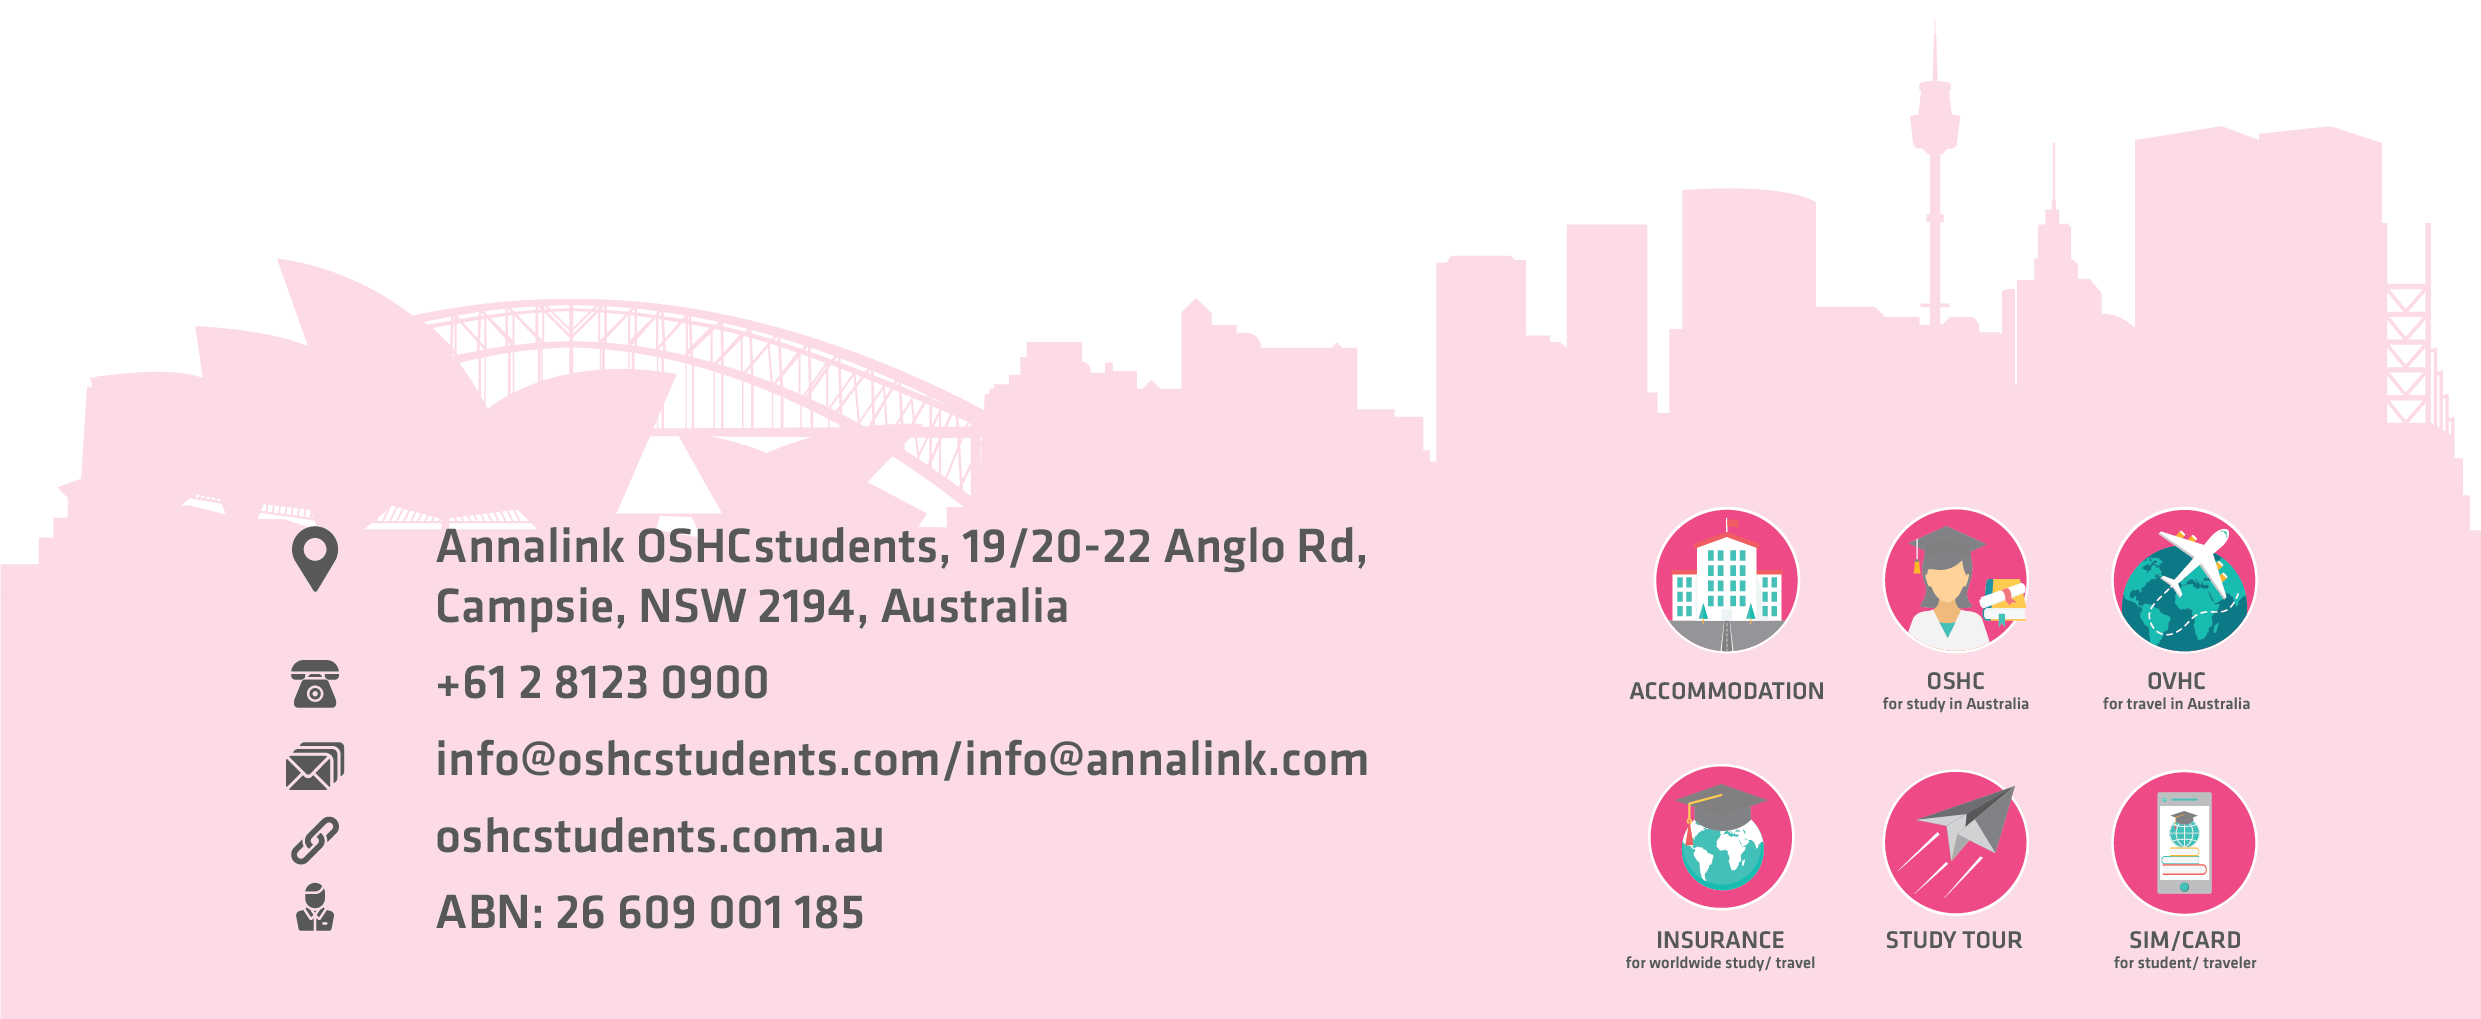 Annalink OSHCstudents, 19/20-22 Anglo Rd,
Campsie, NSW 2194, Australia
+61 2 8123 0900
info@oshcstudents.com/info@annalink.com
oshcstudents.com.au
ABN: 26 609 001 185
ACCOMMODATION
OSHC
for study in Australia
OVHC
for travel in Australia
INSURANCE
for worldwide study/ travel
STUDY TOUR
SIM/CARD
for student/ traveler